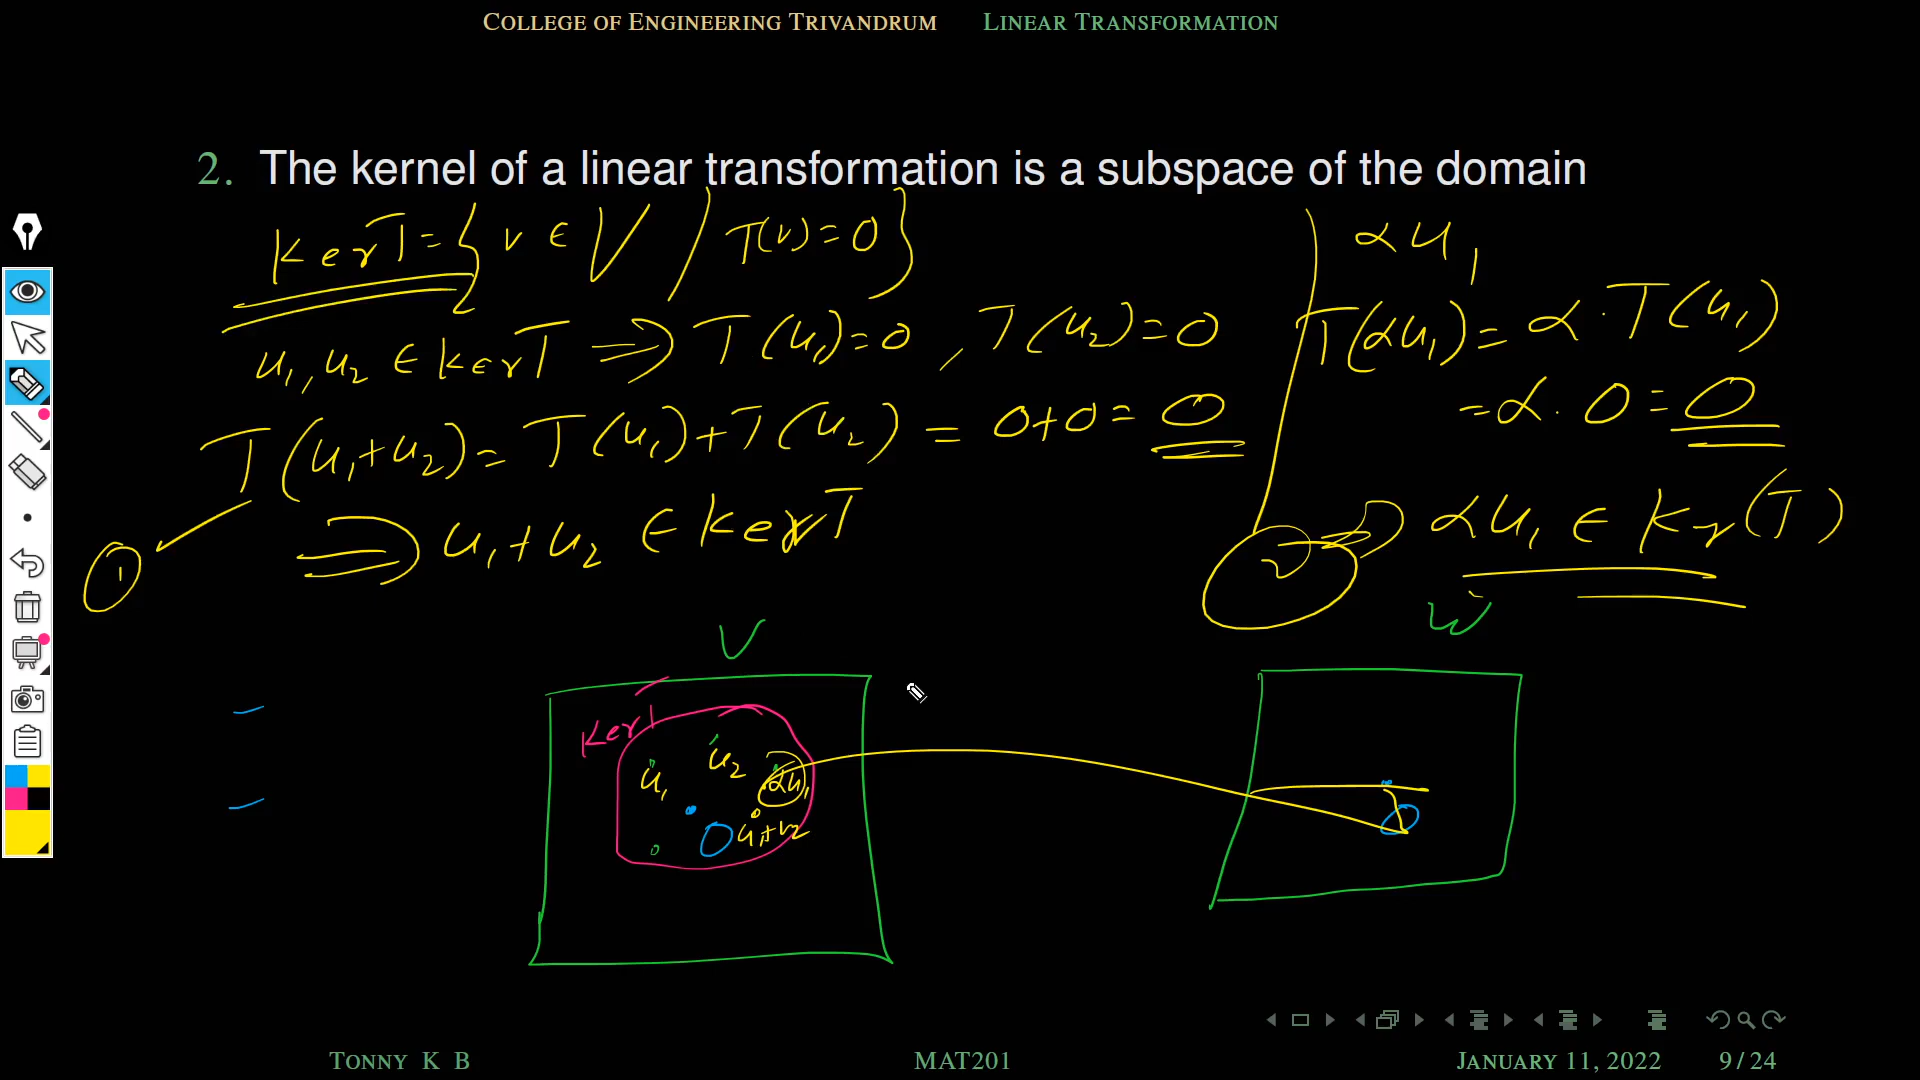 COLLEGE OF ENGINEERING TRIVANDRUM LINEAR TRANSFORMATION
2. The kernel of a linear transformation is a subspace of the domain
KerT = { v ∈ V / T(v) = 0 }
u₁, u₂ ∈ KerT ⇒ T(u₁) = 0 , T(u₂) = 0
T(u₁+u₂) = T(u₁) + T(u₂) = 0+0 = 0
① ⇒ u₁+u₂ ∈ KerT
αu₁
T(αu₁) = α·T(u₁)
= α·0 = 0
② ⇒ αu₁ ∈ Kr(T)
V
W
KerT
u₁ u₂ αu₁
0 u₁+u₂
0
TONNY K B MAT201 JANUARY 11, 2022 9 / 24